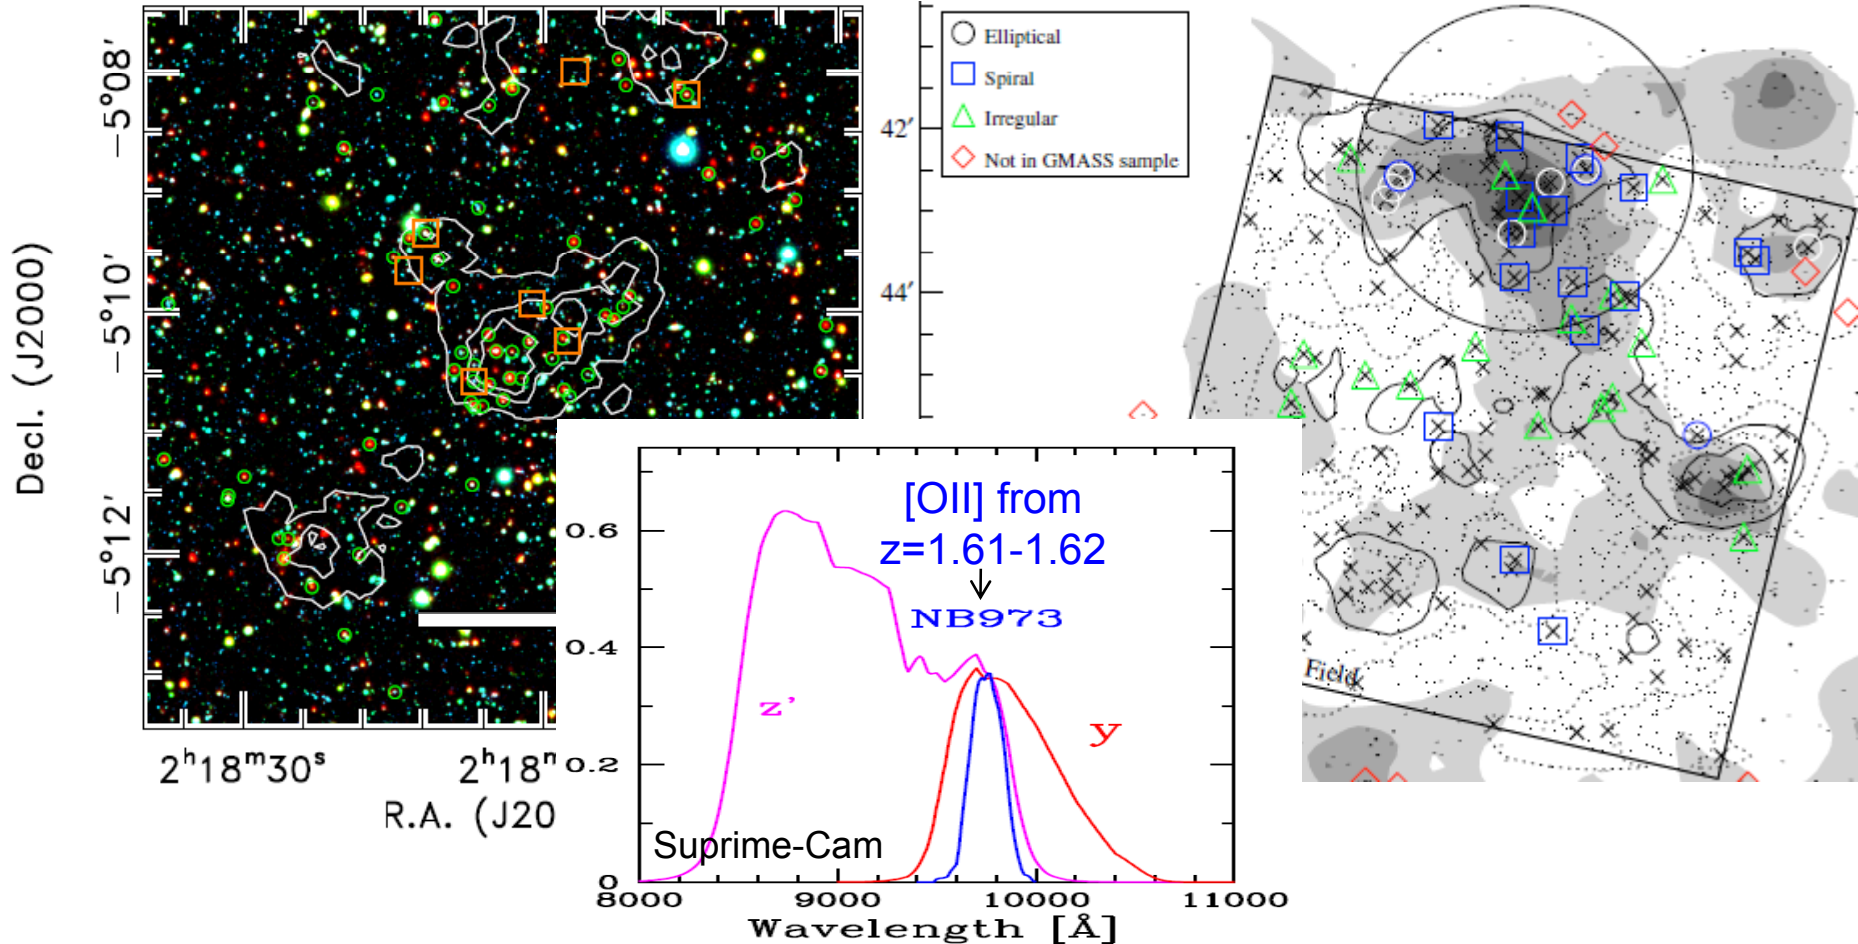 Decl. (J2000)
−5°08′
−5°10′
−5°12′
2ʰ18ᵐ30ˢ
2ʰ18ᵐ
R.A. (J20
Elliptical
Spiral
Irregular
Not in GMASS sample
42′
44′
Field
[OII] from
z=1.61-1.62
NB973
z'
y
Suprime-Cam
0.6
0.4
0.2
0
8000 9000 10000 11000
Wavelength [Å]